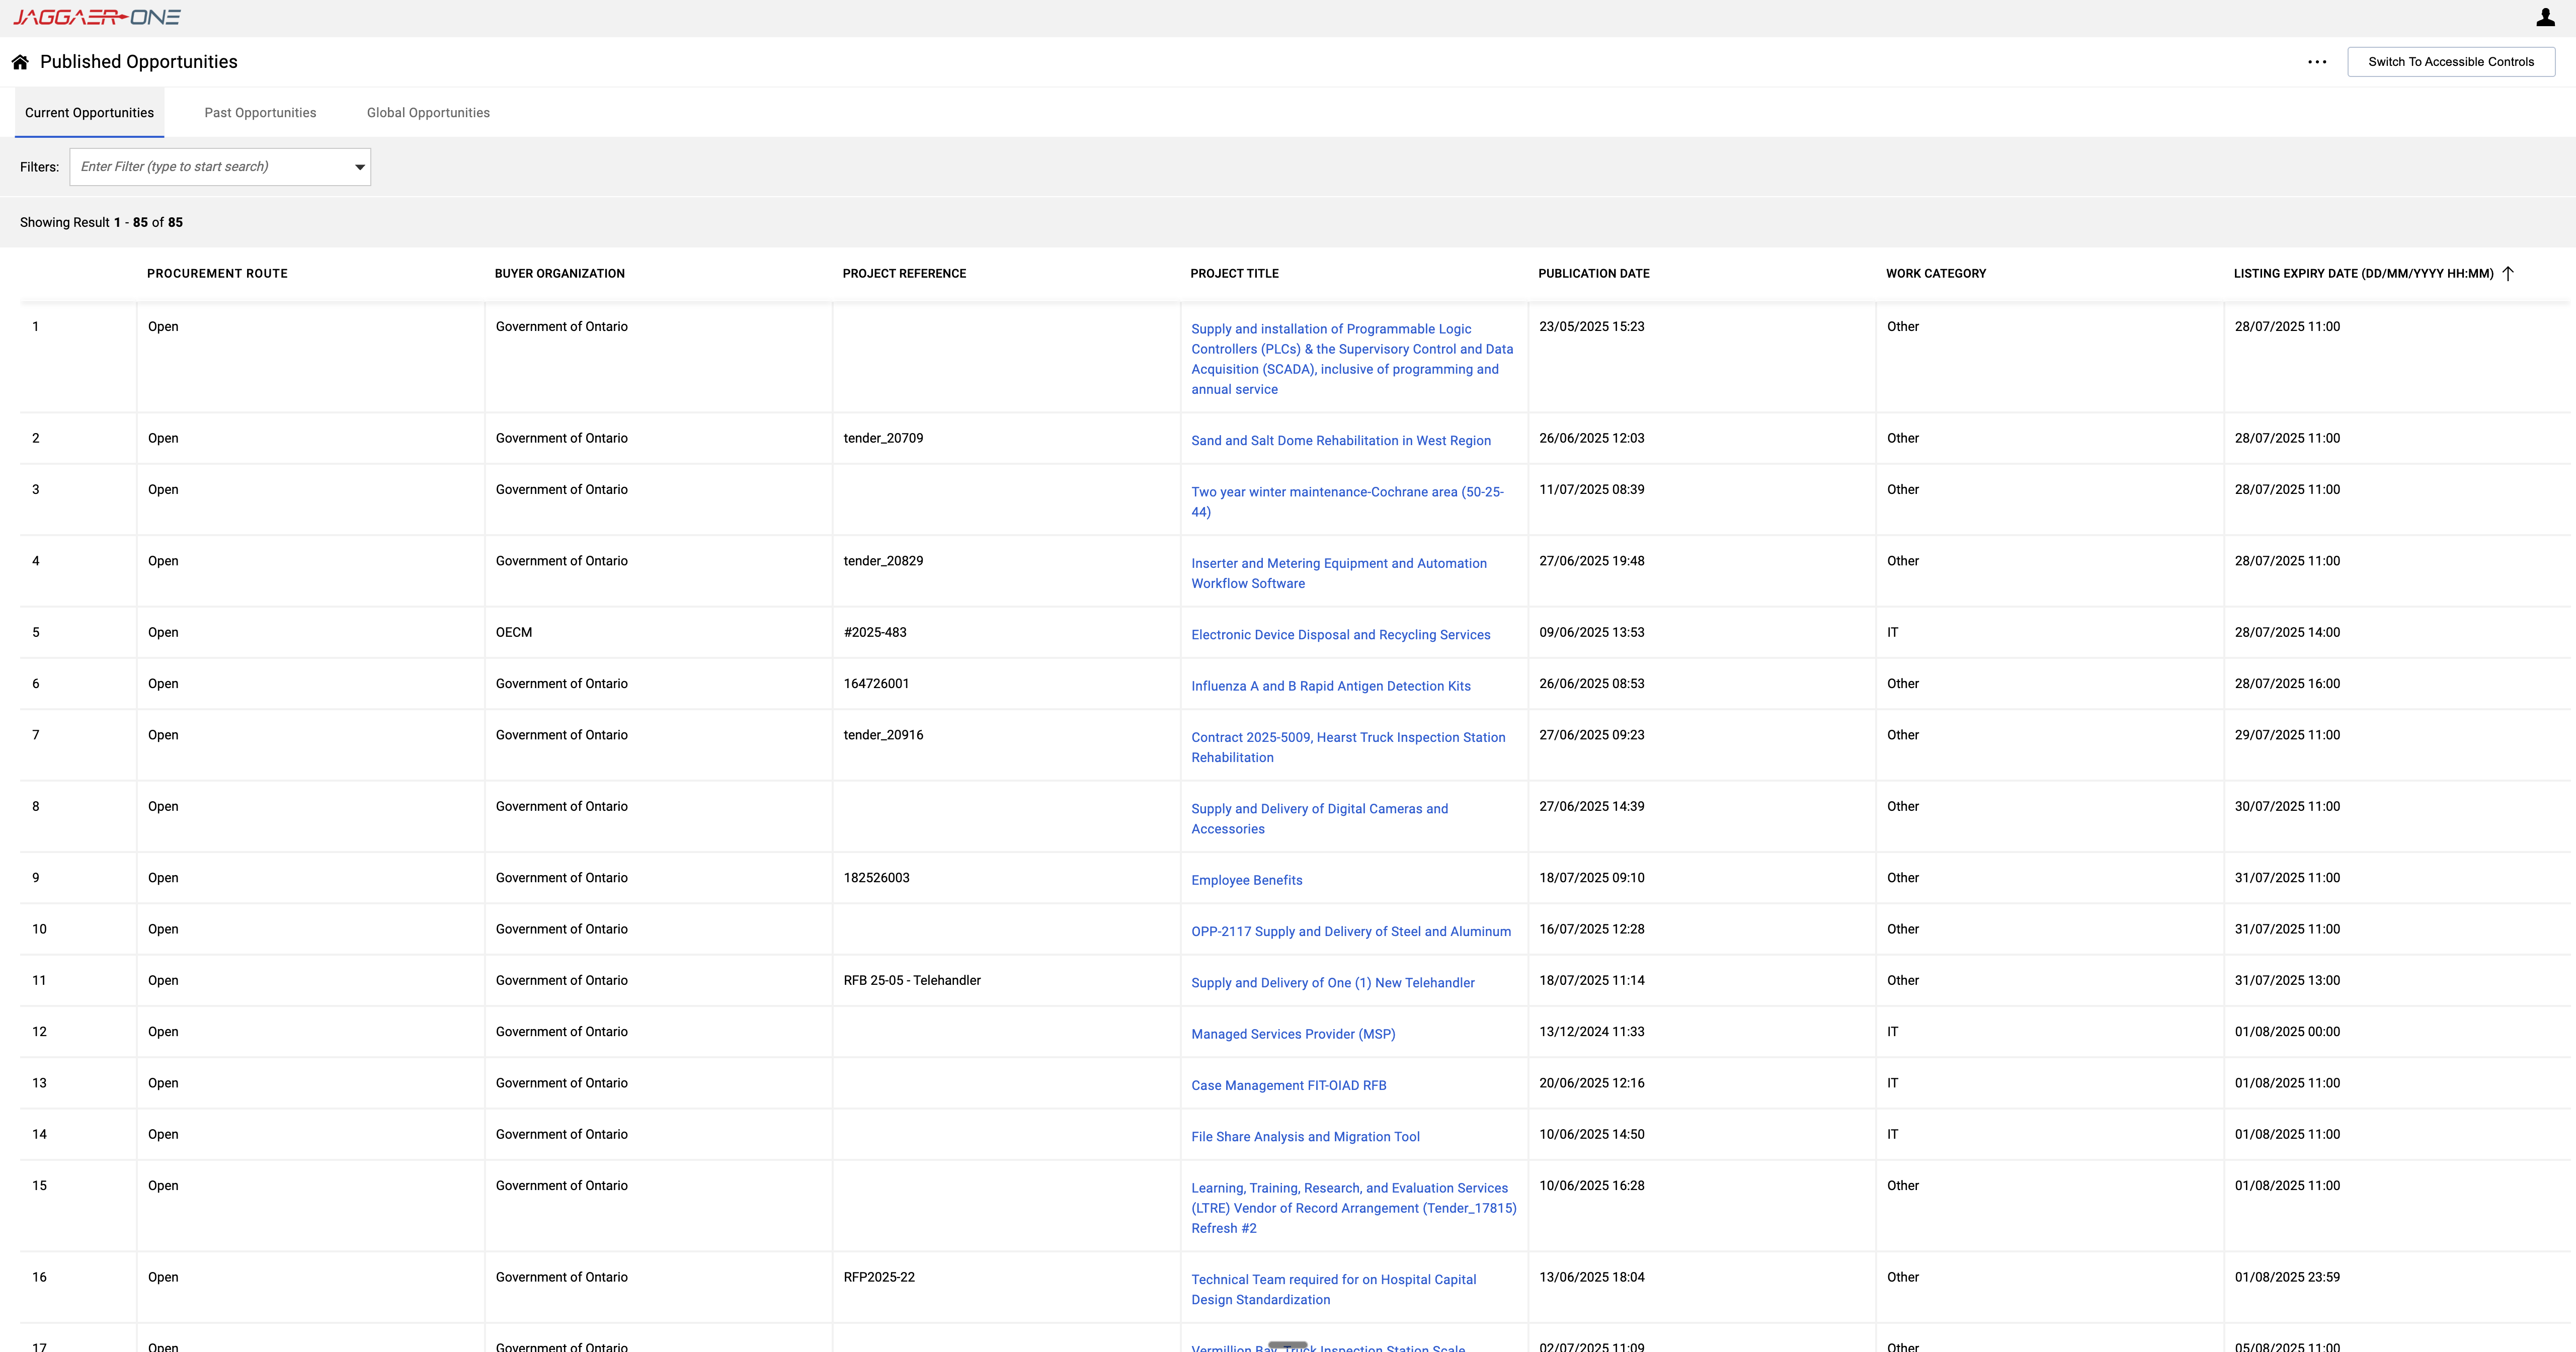 JAGGAER ONE
Published Opportunities
Switch To Accessible Controls
Current Opportunities Past Opportunities Global Opportunities
Filters: Enter Filter (type to start search)
Showing Result 1 - 85 of 85
PROCUREMENT ROUTE BUYER ORGANIZATION PROJECT REFERENCE PROJECT TITLE PUBLICATION DATE WORK CATEGORY LISTING EXPIRY DATE (DD/MM/YYYY HH:MM)
1 Open Government of Ontario Supply and installation of Programmable Logic 23/05/2025 15:23 Other 28/07/2025 11:00
Controllers (PLCs) & the Supervisory Control and Data
Acquisition (SCADA), inclusive of programming and
annual service
2 Open Government of Ontario tender_20709 Sand and Salt Dome Rehabilitation in West Region 26/06/2025 12:03 Other 28/07/2025 11:00
3 Open Government of Ontario Two year winter maintenance-Cochrane area (50-25- 11/07/2025 08:39 Other 28/07/2025 11:00
44)
4 Open Government of Ontario tender_20829 Inserter and Metering Equipment and Automation 27/06/2025 19:48 Other 28/07/2025 11:00
Workflow Software
5 Open OECM #2025-483 Electronic Device Disposal and Recycling Services 09/06/2025 13:53 IT 28/07/2025 14:00
6 Open Government of Ontario 164726001 Influenza A and B Rapid Antigen Detection Kits 26/06/2025 08:53 Other 28/07/2025 16:00
7 Open Government of Ontario tender_20916 Contract 2025-5009, Hearst Truck Inspection Station 27/06/2025 09:23 Other 29/07/2025 11:00
Rehabilitation
8 Open Government of Ontario Supply and Delivery of Digital Cameras and 27/06/2025 14:39 Other 30/07/2025 11:00
Accessories
9 Open Government of Ontario 182526003 Employee Benefits 18/07/2025 09:10 Other 31/07/2025 11:00
10 Open Government of Ontario OPP-2117 Supply and Delivery of Steel and Aluminum 16/07/2025 12:28 Other 31/07/2025 11:00
11 Open Government of Ontario RFB 25-05 - Telehandler Supply and Delivery of One (1) New Telehandler 18/07/2025 11:14 Other 31/07/2025 13:00
12 Open Government of Ontario Managed Services Provider (MSP) 13/12/2024 11:33 IT 01/08/2025 00:00
13 Open Government of Ontario Case Management FIT-OIAD RFB 20/06/2025 12:16 IT 01/08/2025 11:00
14 Open Government of Ontario File Share Analysis and Migration Tool 10/06/2025 14:50 IT 01/08/2025 11:00
15 Open Government of Ontario Learning, Training, Research, and Evaluation Services 10/06/2025 16:28 Other 01/08/2025 11:00
(LTRE) Vendor of Record Arrangement (Tender_17815)
Refresh #2
16 Open Government of Ontario RFP2025-22 Technical Team required for on Hospital Capital 13/06/2025 18:04 Other 01/08/2025 23:59
Design Standardization
17 Open Government of Ontario Vermillion Bay, Truck Inspection Station Scale 02/07/2025 11:09 Other 05/08/2025 11:00